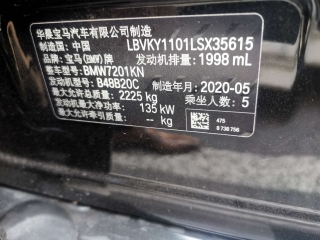 华晨宝马汽车有限公司制造
制造国: 中国 LBVKY1101LSX35615
品牌: 宝马(BMW)牌 发动机排量: 1998 mL
整车型号: BMW7201KN
发动机型号: B48B20C 制造年月: 2020-05
最大允许总质量: 2225 kg 乘坐人数: 5
发动机最大净功率: 135 kW
最大允许牵引质量: -- kg
475
8 738 756